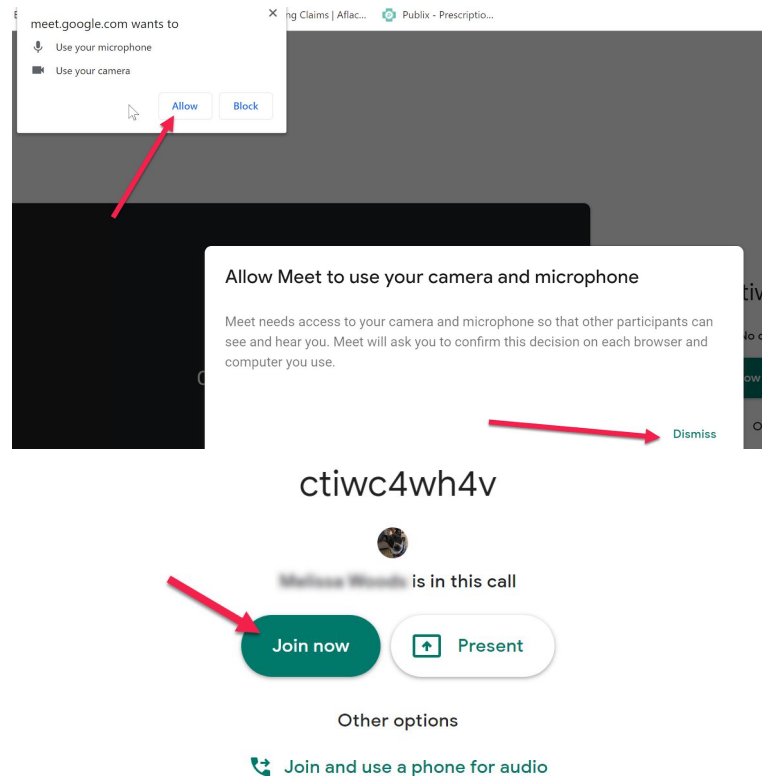 meet.google.com wants to
Use your microphone
Use your camera
Allow Block
ng Claims | Aflac... Publix - Prescriptio...
Allow Meet to use your camera and microphone
Meet needs access to your camera and microphone so that other participants can
see and hear you. Meet will ask you to confirm this decision on each browser and
computer you use.
Dismiss
ctiwc4wh4v
is in this call
Join now Present
Other options
Join and use a phone for audio